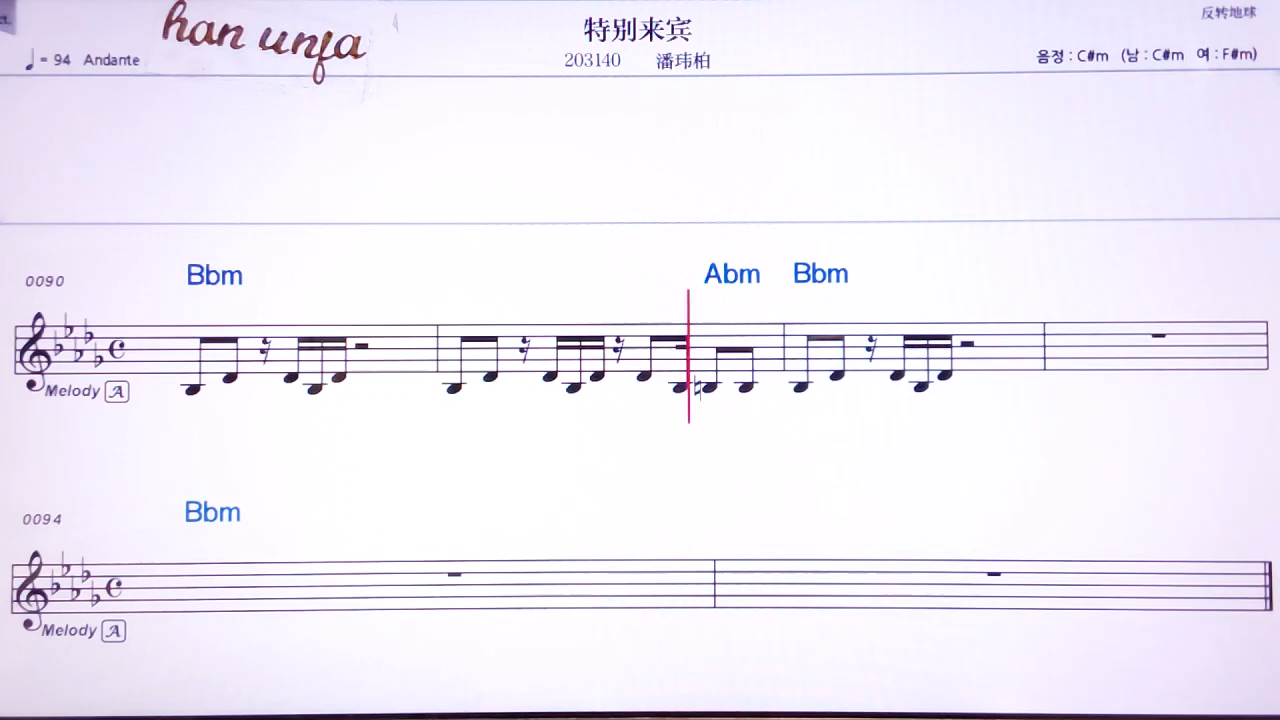 han unfa
特别来宾
反转地球
♩ = 94 Andante
203140 潘玮柏
음정 : C#m (남 : C#m 여 : F#m)
0090
Bbm Abm Bbm
Melody A
0094
Bbm
Melody A